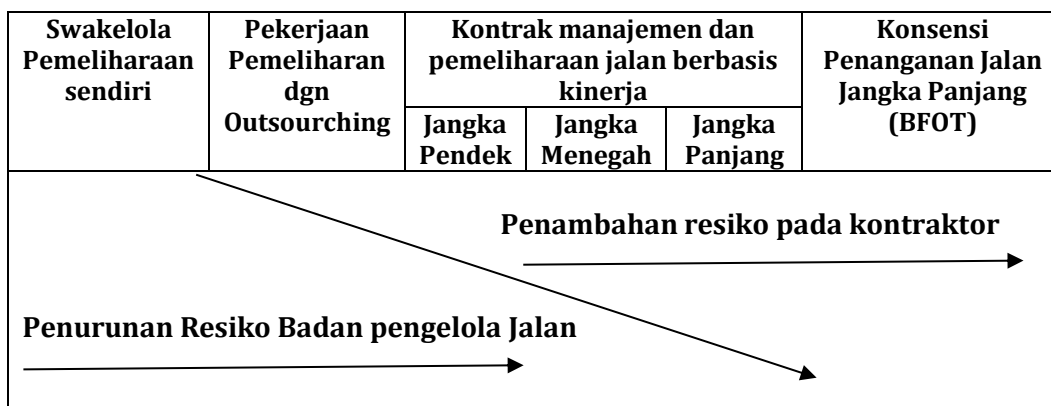 Swakelola
Pemeliharaan
sendiri
Pekerjaan
Pemeliharan
dgn
Outsourching
Kontrak manajemen dan
pemeliharaan jalan berbasis
kinerja
Jangka
Pendek
Jangka
Menegah
Jangka
Panjang
Konsensi
Penanganan Jalan
Jangka Panjang
(BFOT)
Penambahan resiko pada kontraktor
Penurunan Resiko Badan pengelola Jalan